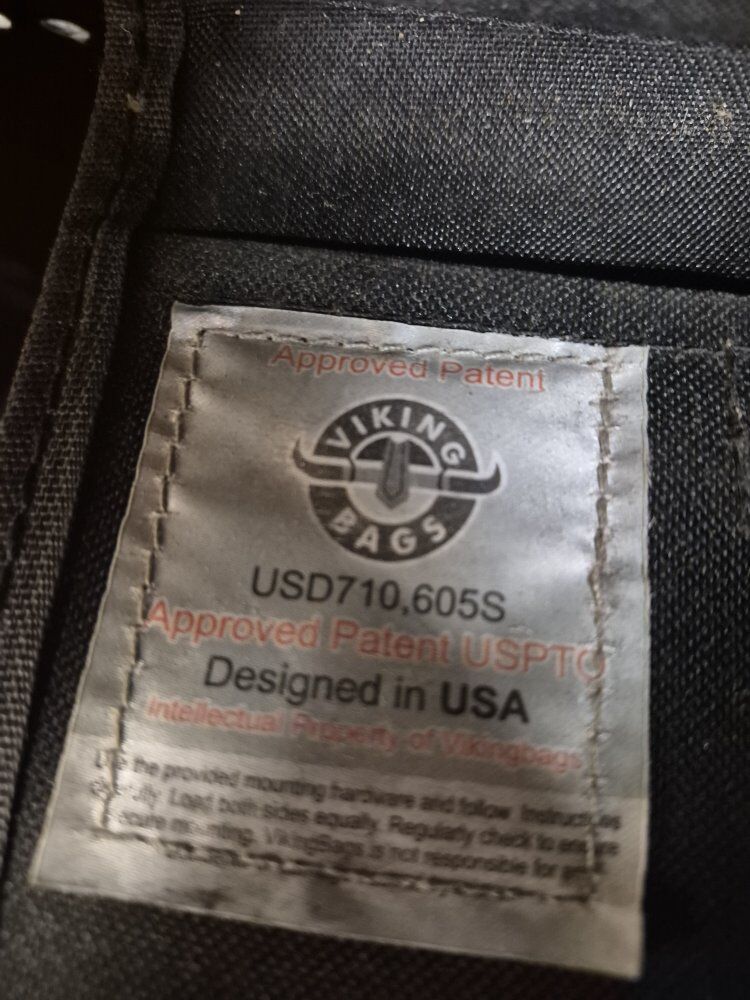 Approved Patent
VIKING
BAGS
USD710,605S
Approved Patent USPTO
Designed in USA
Intellectual Property of Vikingbags
the provided mounting hardware and follow Instructions
Load both sides equally. Regularly check to ensure
mounting. VikingBags is not responsible for